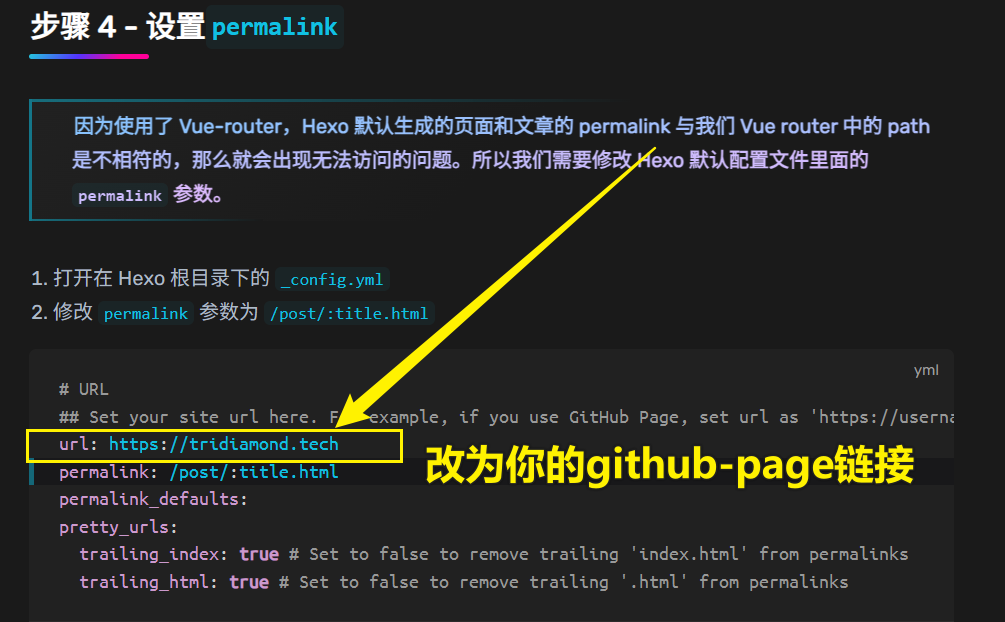 步骤 4 – 设置 permalink
因为使用了 Vue-router，Hexo 默认生成的页面和文章的 permalink 与我们 Vue router 中的 path
是不相符的，那么就会出现无法访问的问题。所以我们需要修改 Hexo 默认配置文件里面的
permalink 参数。
1. 打开在 Hexo 根目录下的 _config.yml
2. 修改 permalink 参数为 /post/:title.html
yml
# URL
## Set your site url here. For example, if you use GitHub Page, set url as 'https://userna
url: https://tridiamond.tech
改为你的github-page链接
permalink: /post/:title.html
permalink_defaults:
pretty_urls:
trailing_index: true # Set to false to remove trailing 'index.html' from permalinks
trailing_html: true # Set to false to remove trailing '.html' from permalinks